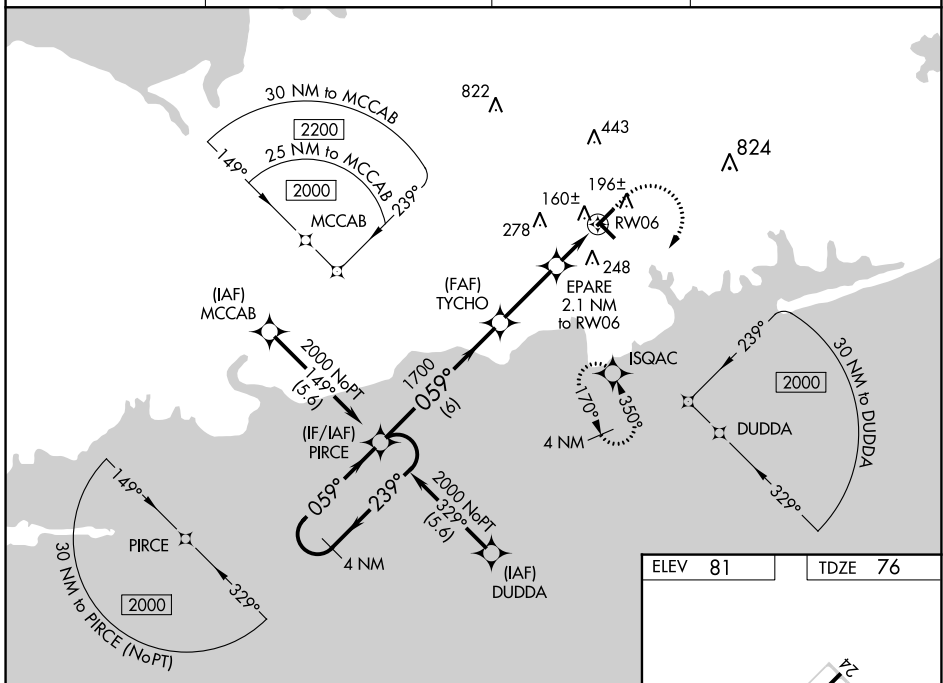 30 NM to MCCAB
2200
25 NM to MCCAB
2000
149°
239°
MCCAB
822
443
824
160±
196±
278
RW06
248
(FAF)
TYCHO
EPARE
2.1 NM
to RW06
(IAF)
MCCAB
2000 NoPT
149°
(5.6)
1700
059°
(6)
ISQAC
170°
350°
4 NM
239°
30 NM to DUDDA
2000
DUDDA
329°
(IF/IAF)
PIRCE
059°
239°
4 NM
2000 NoPT
329°
(5.6)
(IAF)
DUDDA
149°
PIRCE
329°
2000
30 NM to PIRCE (NoPT)
ELEV 81
TDZE 76
24